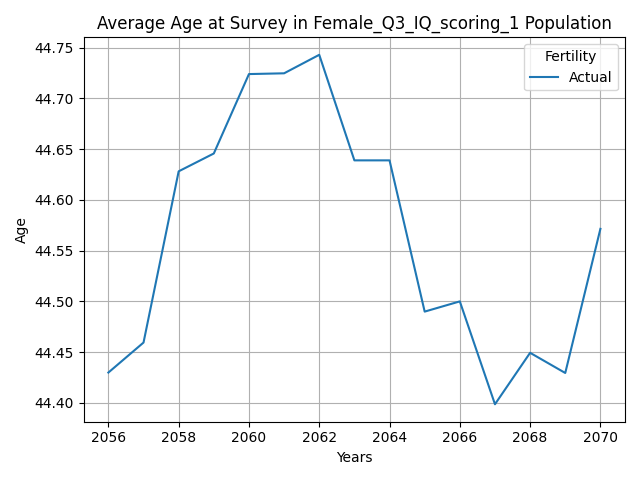 Average Age at Survey in Female_Q3_IQ_scoring_1 Population
Fertility
Actual
44.75
44.70
44.65
44.60
44.55
44.50
44.45
44.40
Age
2056 2058 2060 2062 2064 2066 2068 2070
Years